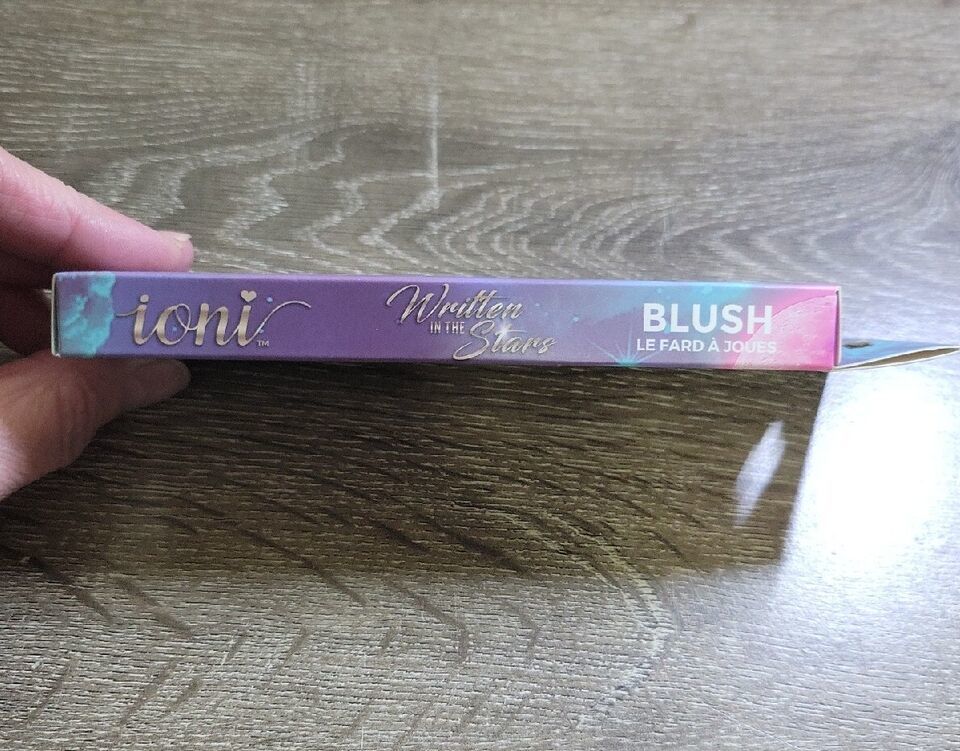 ioni™
Written
IN THE
Stars
BLUSH
LE FARD À JOUES